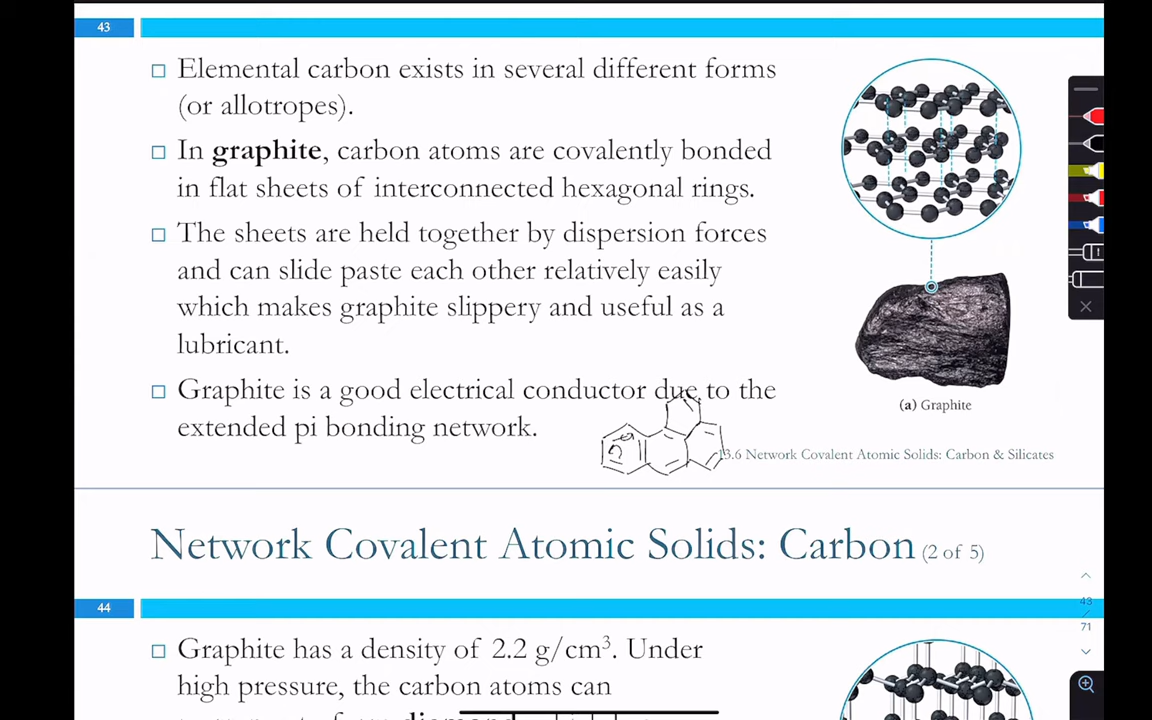 43
Elemental carbon exists in several different forms
(or allotropes).
In graphite, carbon atoms are covalently bonded
in flat sheets of interconnected hexagonal rings.
The sheets are held together by dispersion forces
and can slide paste each other relatively easily
which makes graphite slippery and useful as a
lubricant.
Graphite is a good electrical conductor due to the
extended pi bonding network.
(a) Graphite
13.6 Network Covalent Atomic Solids: Carbon & Silicates
Network Covalent Atomic Solids: Carbon (2 of 5)
43
/
71
44
Graphite has a density of 2.2 g/cm³. Under
high pressure, the carbon atoms can